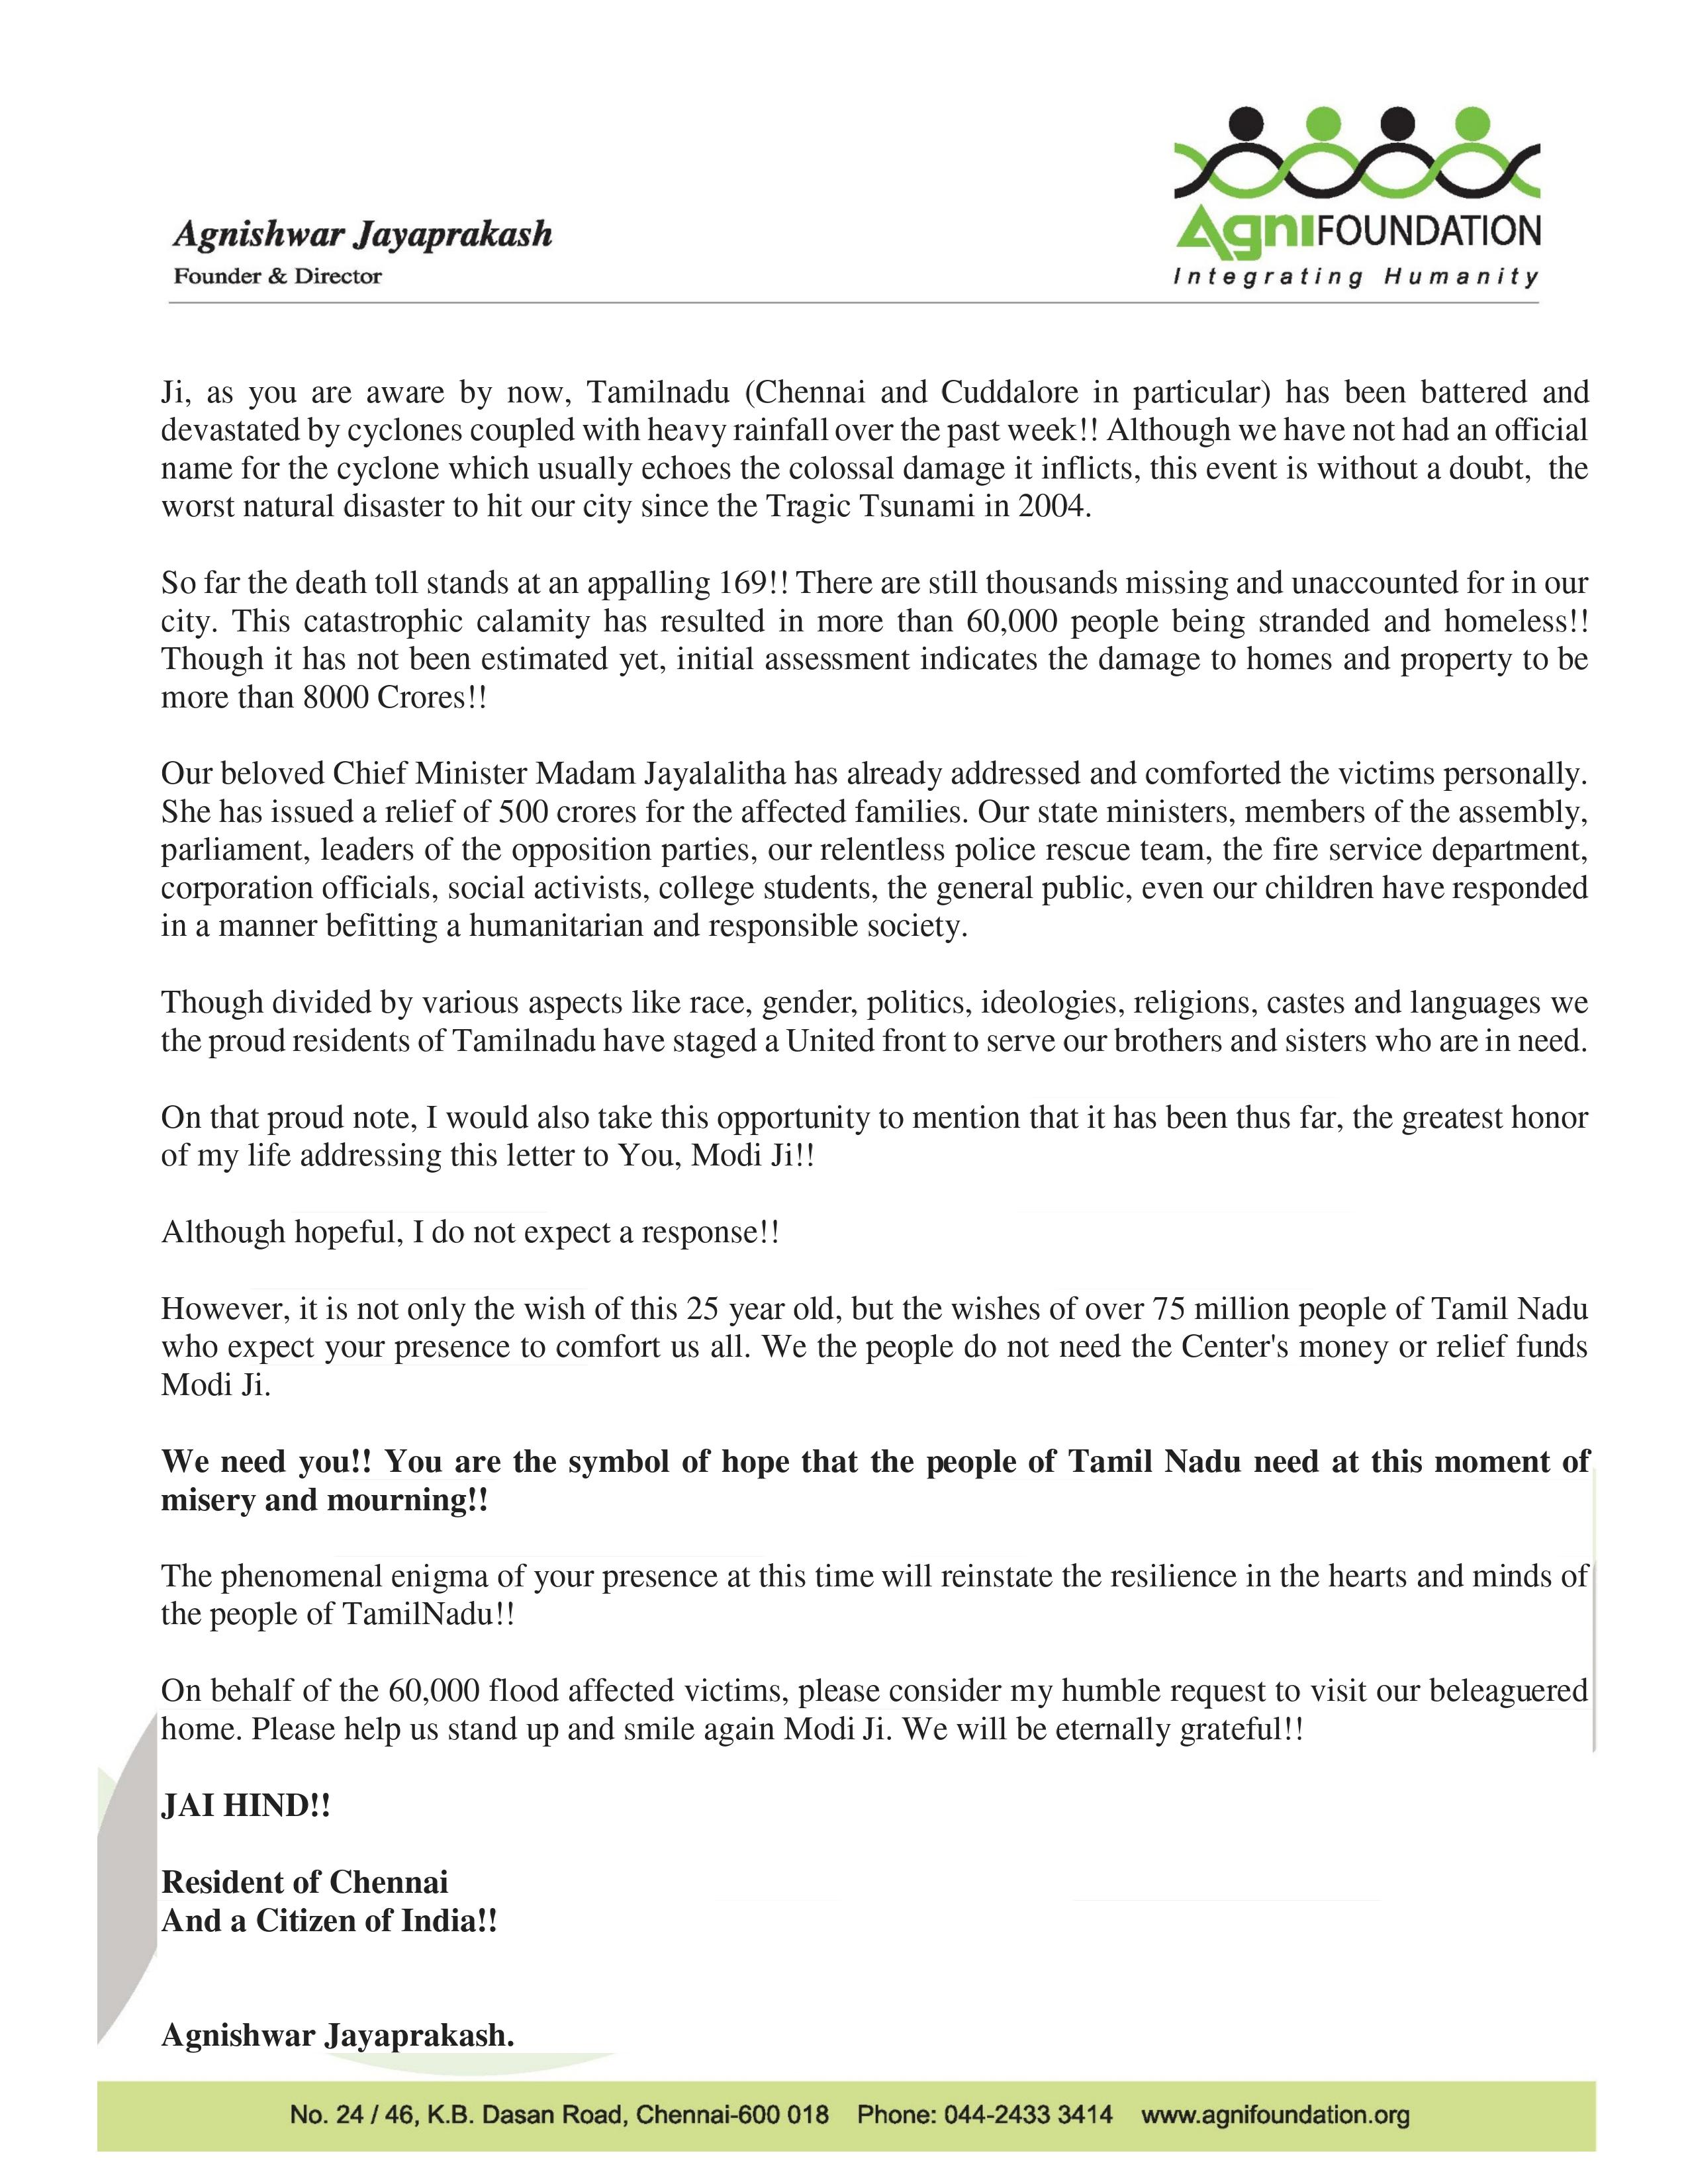 Agnishwar Jayaprakash
Founder & Director
AgniFOUNDATION
Integrating Humanity
Ji, as you are aware by now, Tamilnadu (Chennai and Cuddalore in particular) has been battered and
devastated by cyclones coupled with heavy rainfall over the past week!! Although we have not had an official
name for the cyclone which usually echoes the colossal damage it inflicts, this event is without a doubt, the
worst natural disaster to hit our city since the Tragic Tsunami in 2004.
So far the death toll stands at an appalling 169!! There are still thousands missing and unaccounted for in our
city. This catastrophic calamity has resulted in more than 60,000 people being stranded and homeless!!
Though it has not been estimated yet, initial assessment indicates the damage to homes and property to be
more than 8000 Crores!!
Our beloved Chief Minister Madam Jayalalitha has already addressed and comforted the victims personally.
She has issued a relief of 500 crores for the affected families. Our state ministers, members of the assembly,
parliament, leaders of the opposition parties, our relentless police rescue team, the fire service department,
corporation officials, social activists, college students, the general public, even our children have responded
in a manner befitting a humanitarian and responsible society.
Though divided by various aspects like race, gender, politics, ideologies, religions, castes and languages we
the proud residents of Tamilnadu have staged a United front to serve our brothers and sisters who are in need.
On that proud note, I would also take this opportunity to mention that it has been thus far, the greatest honor
of my life addressing this letter to You, Modi Ji!!
Although hopeful, I do not expect a response!!
However, it is not only the wish of this 25 year old, but the wishes of over 75 million people of Tamil Nadu
who expect your presence to comfort us all. We the people do not need the Center's money or relief funds
Modi Ji.
We need you!! You are the symbol of hope that the people of Tamil Nadu need at this moment of
misery and mourning!!
The phenomenal enigma of your presence at this time will reinstate the resilience in the hearts and minds of
the people of TamilNadu!!
On behalf of the 60,000 flood affected victims, please consider my humble request to visit our beleaguered
home. Please help us stand up and smile again Modi Ji. We will be eternally grateful!!
JAI HIND!!
Resident of Chennai
And a Citizen of India!!
Agnishwar Jayaprakash.
No. 24 / 46, K.B. Dasan Road, Chennai-600 018 Phone: 044-2433 3414 www.agnifoundation.org